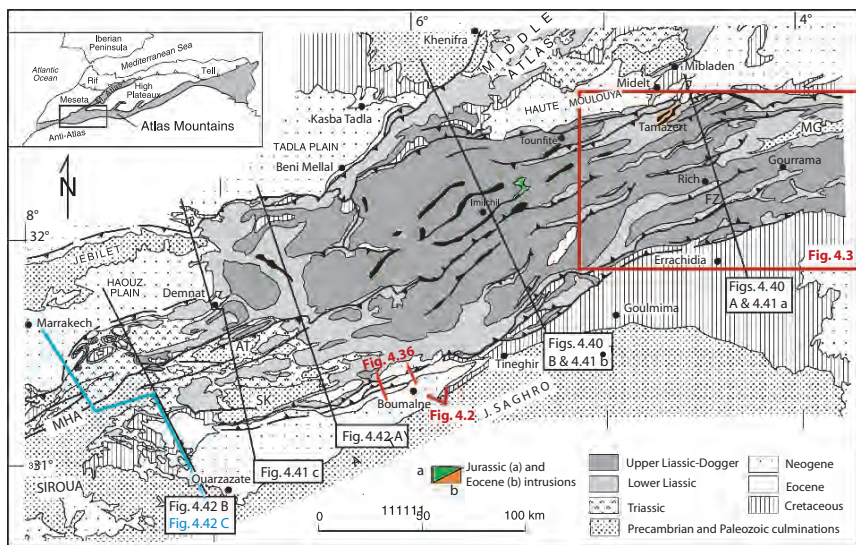 Iberian
Peninsula
Mediterranean Sea
Atlantic
Ocean
Rif
Tell
Meseta
High
Plateaux
Atlas Mountains
Anti-Atlas
6°
4°
Khenifra
MIDDLE
ATLAS
Mibladen
Midelt
HAUTE MOULOUYA
Kasba Tadla
Tamazert
MG
Tounfite
TADLA PLAIN
Beni Mellal
Gourrama
Rich
FZ
Imilchil
N
8°
32°
JEBILET
Errachidia
Fig. 4.3
HAOUZ
PLAIN
Demnat
Goulmima
Figs. 4.40
A & 4.41 a
Marrakech
AT
Figs. 4.40
B & 4.41 b
Fig. 4.36
Tineghir
SK
MHA
Boumalne
Fig. 4.2
J. SAGHRO
Fig. 4.42 A
Fig. 4.41 c
31°
SIROUA
Ouarzazate
Fig. 4.42 B
Fig. 4.42 C
a
b
Jurassic (a) and
Eocene (b) intrusions
0
50
100 km
Upper Liassic-Dogger
Lower Liassic
Triassic
Precambrian and Paleozoic culminations
Neogene
Eocene
Cretaceous